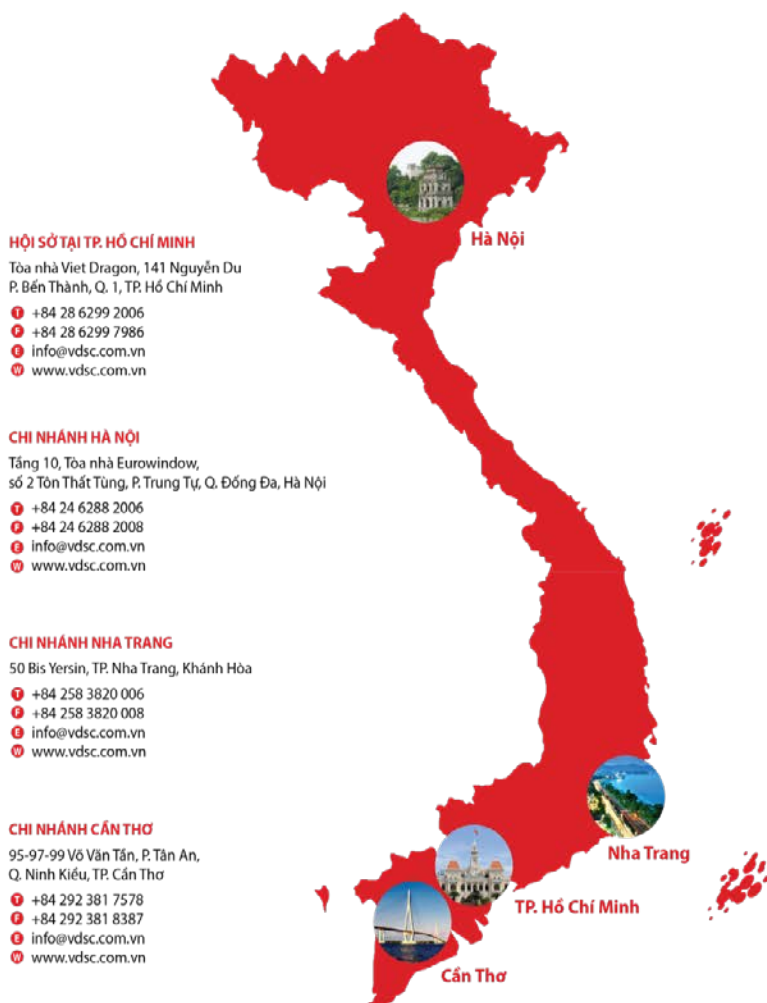 HỘI SỞ TẠI TP. HỒ CHÍ MINH
Tòa nhà Viet Dragon, 141 Nguyễn Du
P. Bến Thành, Q. 1, TP. Hồ Chí Minh
T +84 28 6299 2006
F +84 28 6299 7986
E info@vdsc.com.vn
W www.vdsc.com.vn
CHI NHÁNH HÀ NỘI
Tầng 10, Tòa nhà Eurowindow,
số 2 Tôn Thất Tùng, P. Trung Tự, Q. Đống Đa, Hà Nội
T +84 24 6288 2006
F +84 24 6288 2008
E info@vdsc.com.vn
W www.vdsc.com.vn
CHI NHÁNH NHA TRANG
50 Bis Yersin, TP. Nha Trang, Khánh Hòa
T +84 258 3820 006
F +84 258 3820 008
E info@vdsc.com.vn
W www.vdsc.com.vn
CHI NHÁNH CẦN THƠ
95-97-99 Võ Văn Tần, P. Tân An,
Q. Ninh Kiều, TP. Cần Thơ
T +84 292 381 7578
F +84 292 381 8387
E info@vdsc.com.vn
W www.vdsc.com.vn
Hà Nội
Nha Trang
TP. Hồ Chí Minh
Cần Thơ